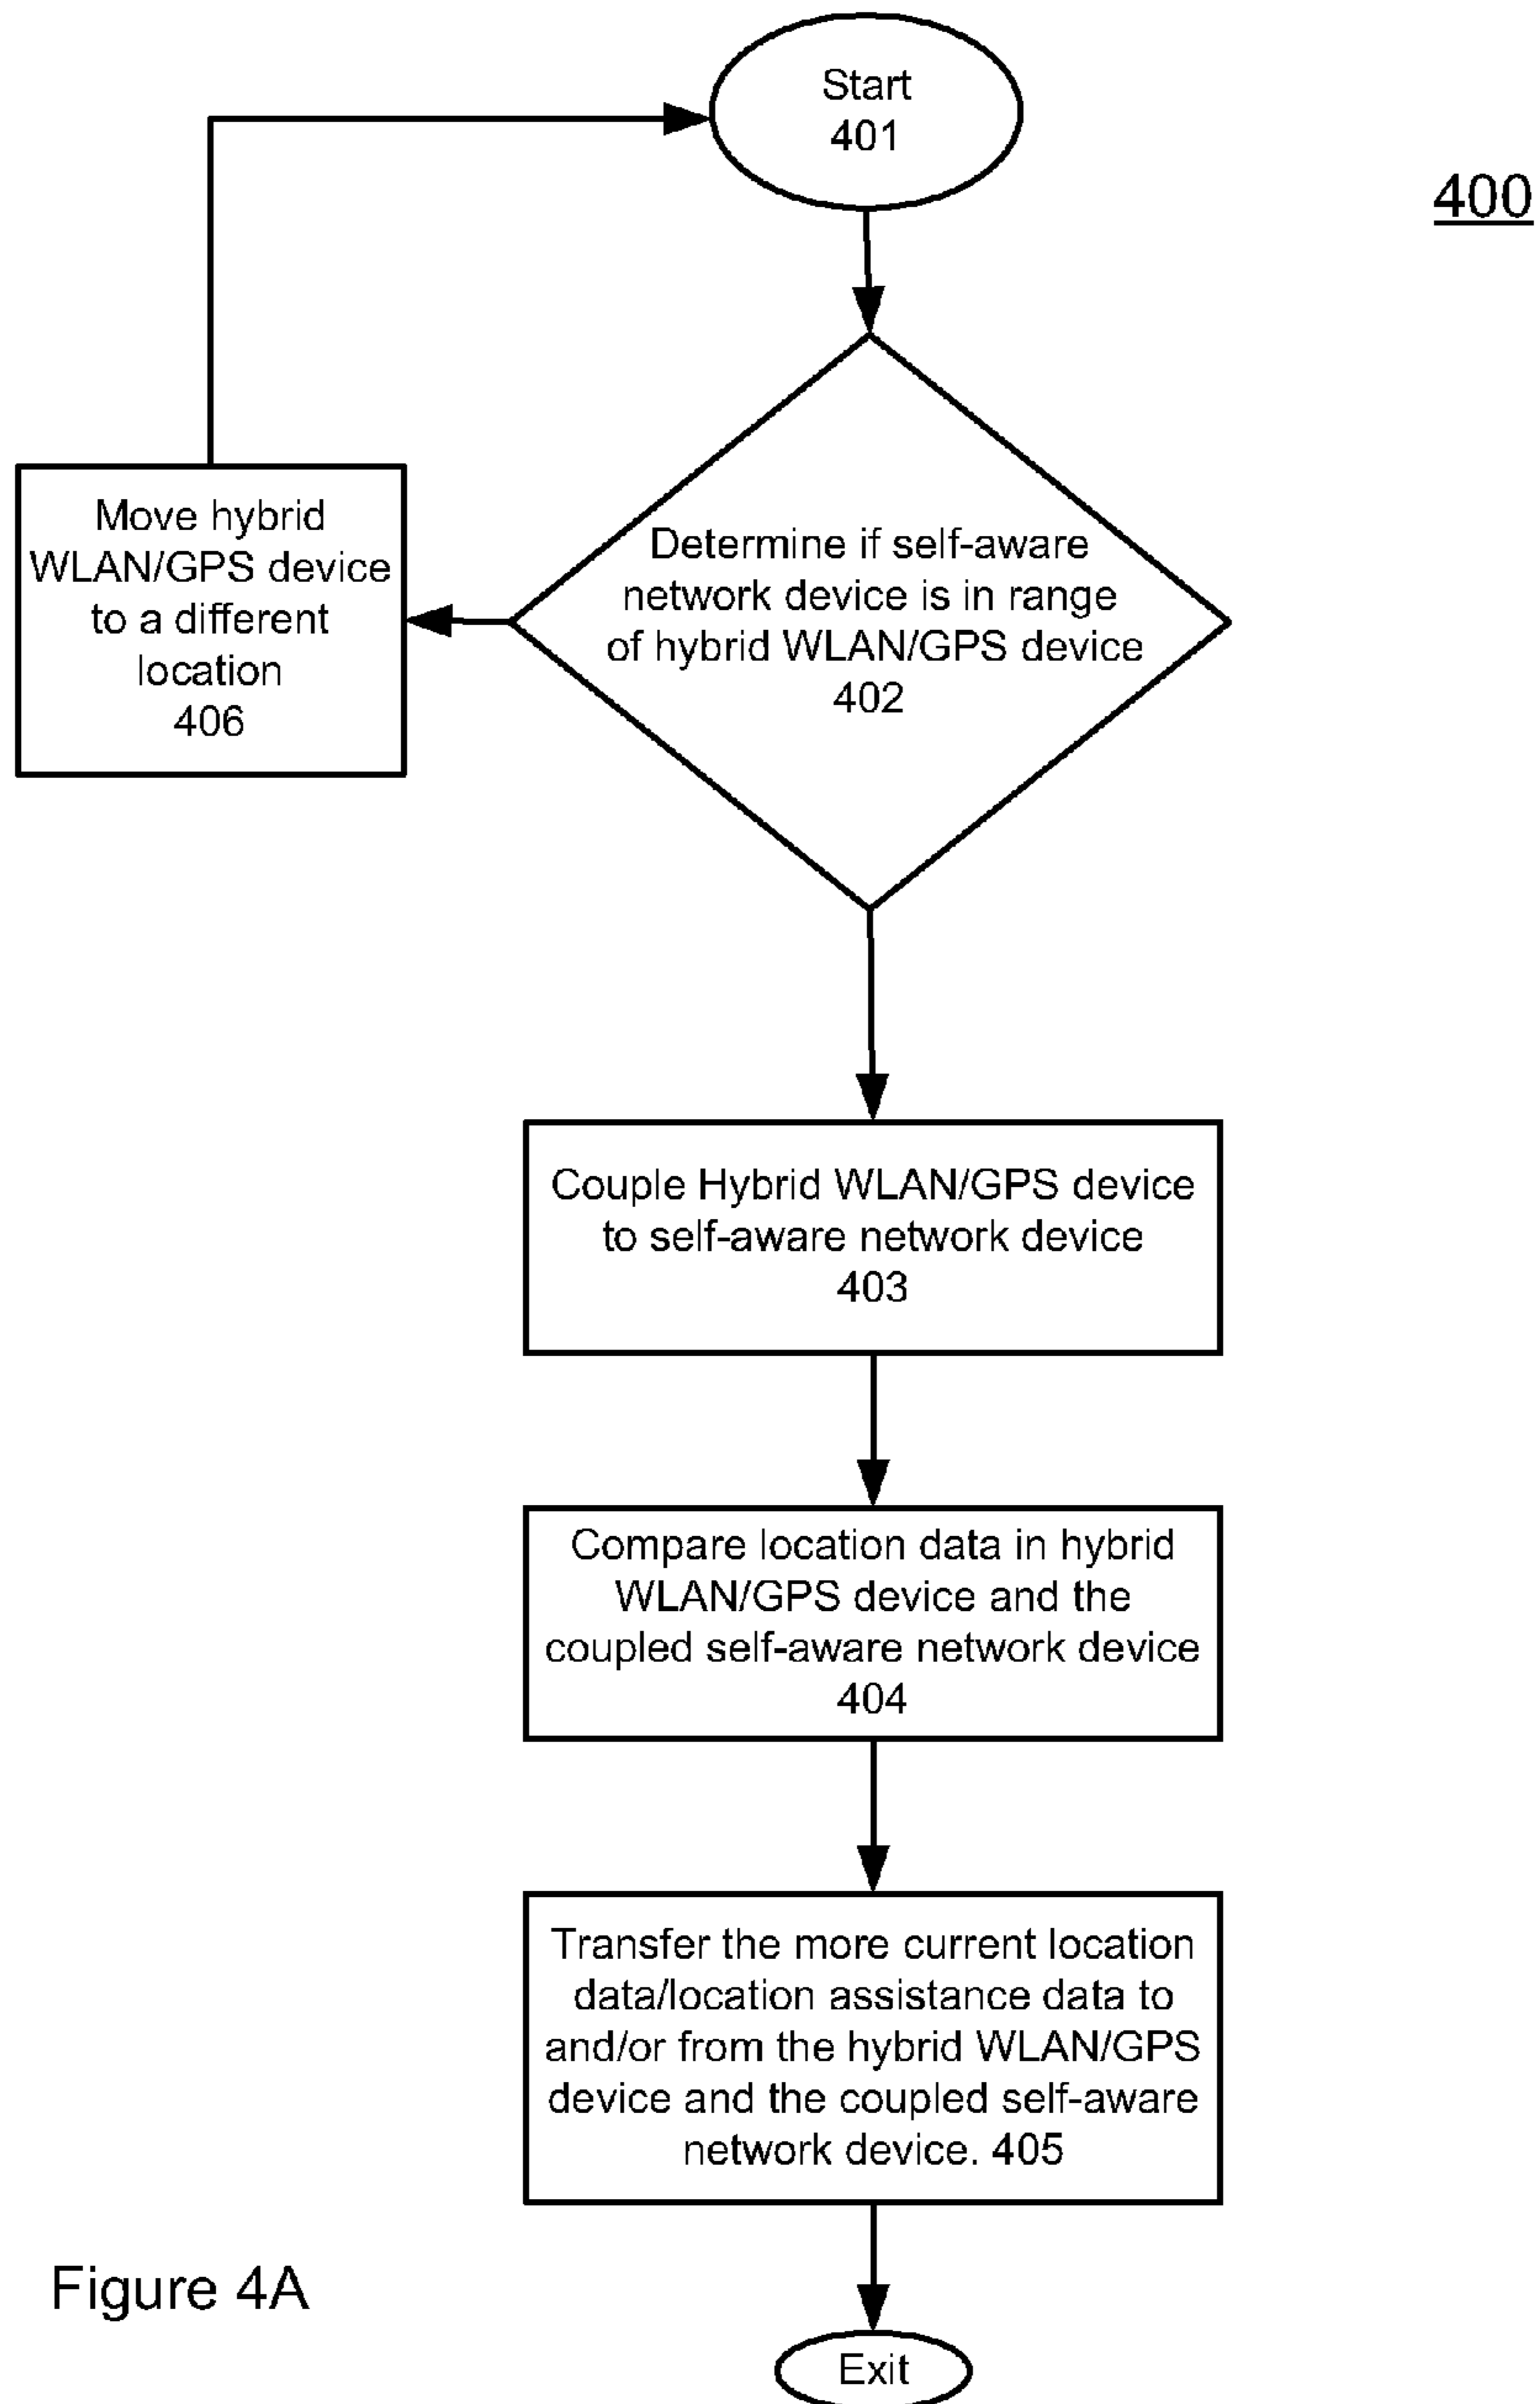 Start
401
400
Move hybrid
WLAN/GPS device
to a different
location
406
Determine if self-aware
network device is in range
of hybrid WLAN/GPS device
402
Couple Hybrid WLAN/GPS device
to self-aware network device
403
Compare location data in hybrid
WLAN/GPS device and the
coupled self-aware network device
404
Transfer the more current location
data/location assistance data to
and/or from the hybrid WLAN/GPS
device and the coupled self-aware
network device. 405
Figure 4A
Exit